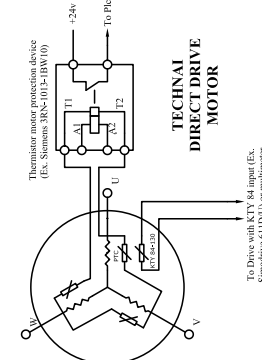 +24v
To Plc
Thermistor motor protection device
(Ex. Siemens 3RN-1013-1BW10)
T1
T2
A1
A2
TECHNAI
DIRECT DRIVE
MOTOR
U
PTC
KTY 84-130
W
V
To Drive with KTY 84 input (Ex.